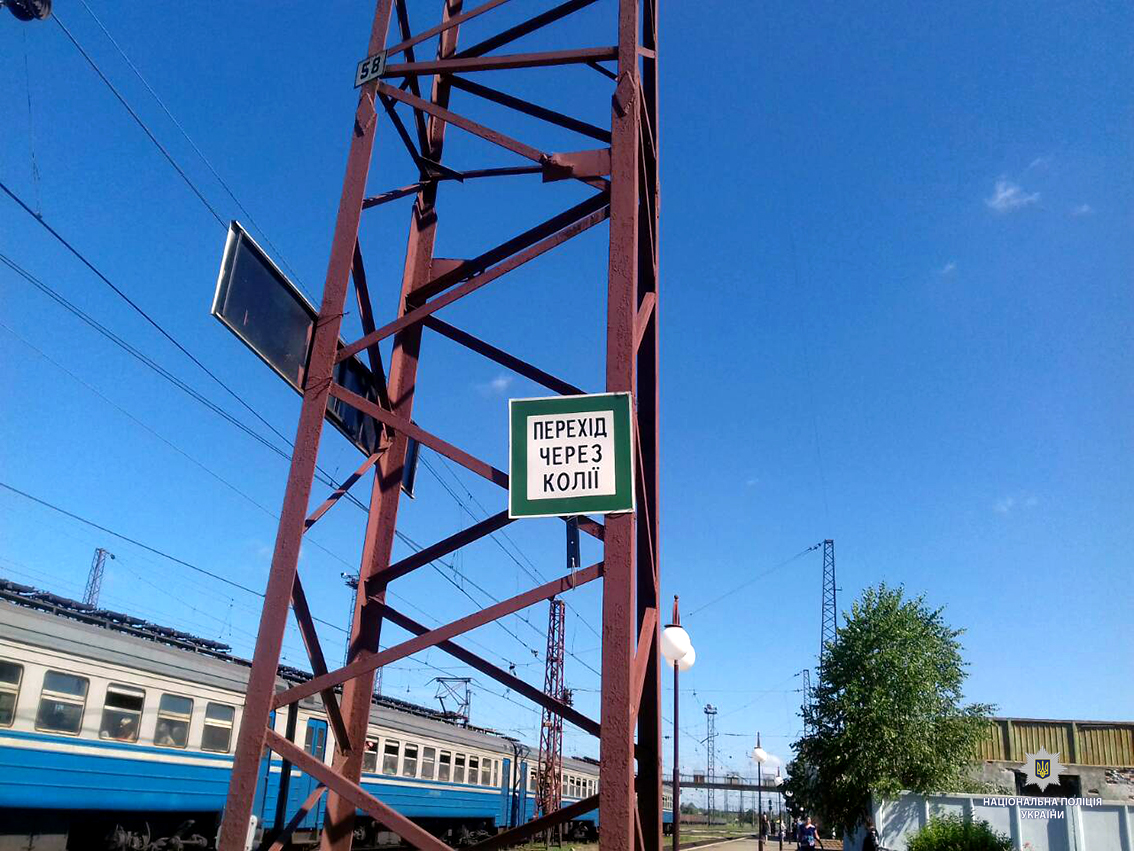 58
ПЕРЕХІД
ЧЕРЕЗ
КОЛІЇ
НАЦІОНАЛЬНА ПОЛІЦІЯ
УКРАЇНИ